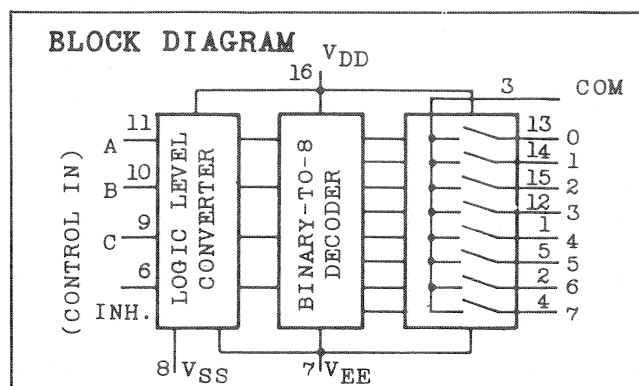 BLOCK DIAGRAM
16 VDD
3 COM
11 A
10 B
9 C
6 INH.
(CONTROL IN)
LOGIC LEVEL
CONVERTER
BINARY-TO-8
DECODER
13 0
14 1
15 2
12 3
1 4
5 5
2 6
4 7
8 VSS
7 VEE